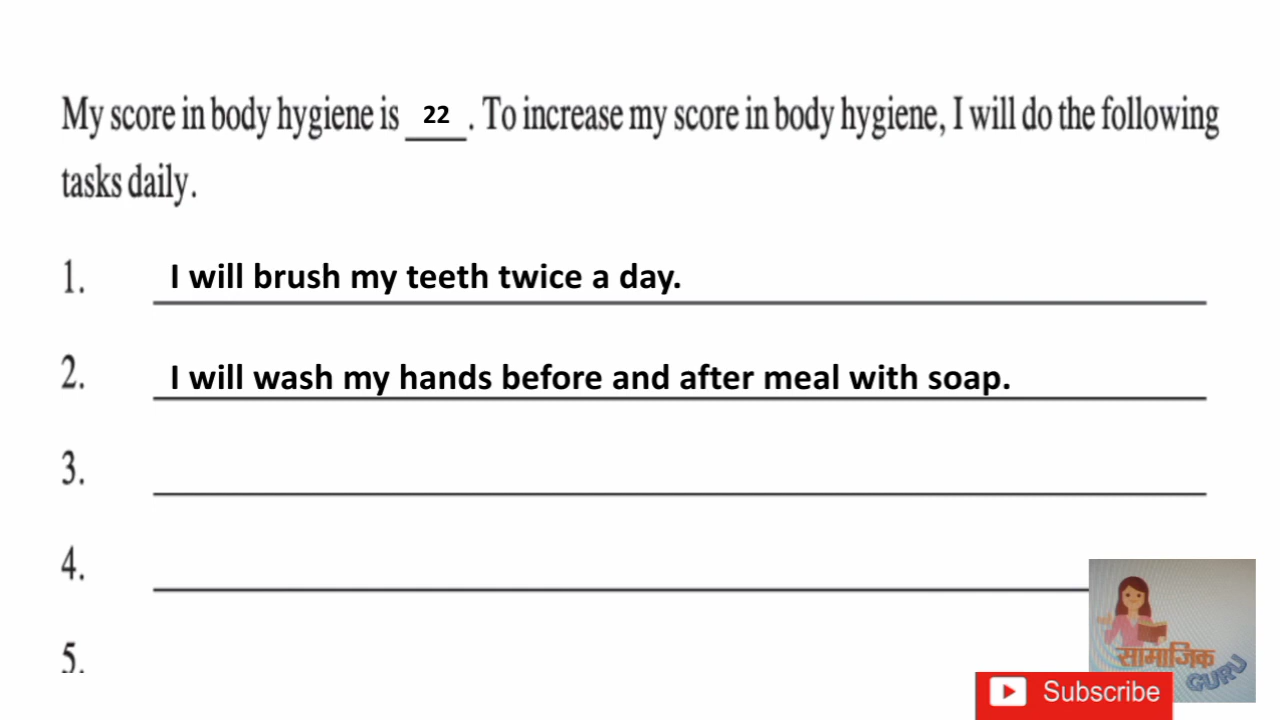 My score in body hygiene is 22. To increase my score in body hygiene, I will do the following
tasks daily.
1. I will brush my teeth twice a day.
2. I will wash my hands before and after meal with soap.
3.
4.
5.
सामाजिक
GURU
Subscribe